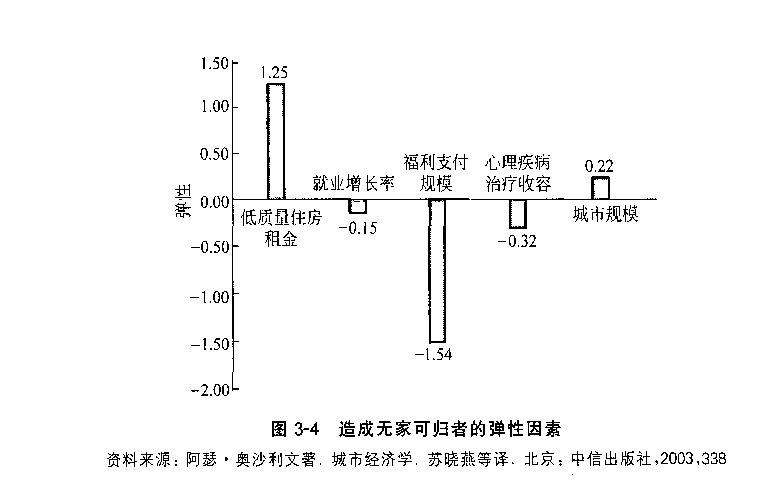 1.50
1.00
0.50
0.00
−0.50
−1.00
−1.50
−2.00
弹性
1.25
低质量住房
租金
就业增长率
−0.15
福利支付
规模
−1.54
心理疾病
治疗收容
−0.32
0.22
城市规模
图 3-4 造成无家可归者的弹性因素
资料来源：阿瑟·奥沙利文著. 城市经济学. 苏晓燕等译. 北京：中信出版社,2003,338